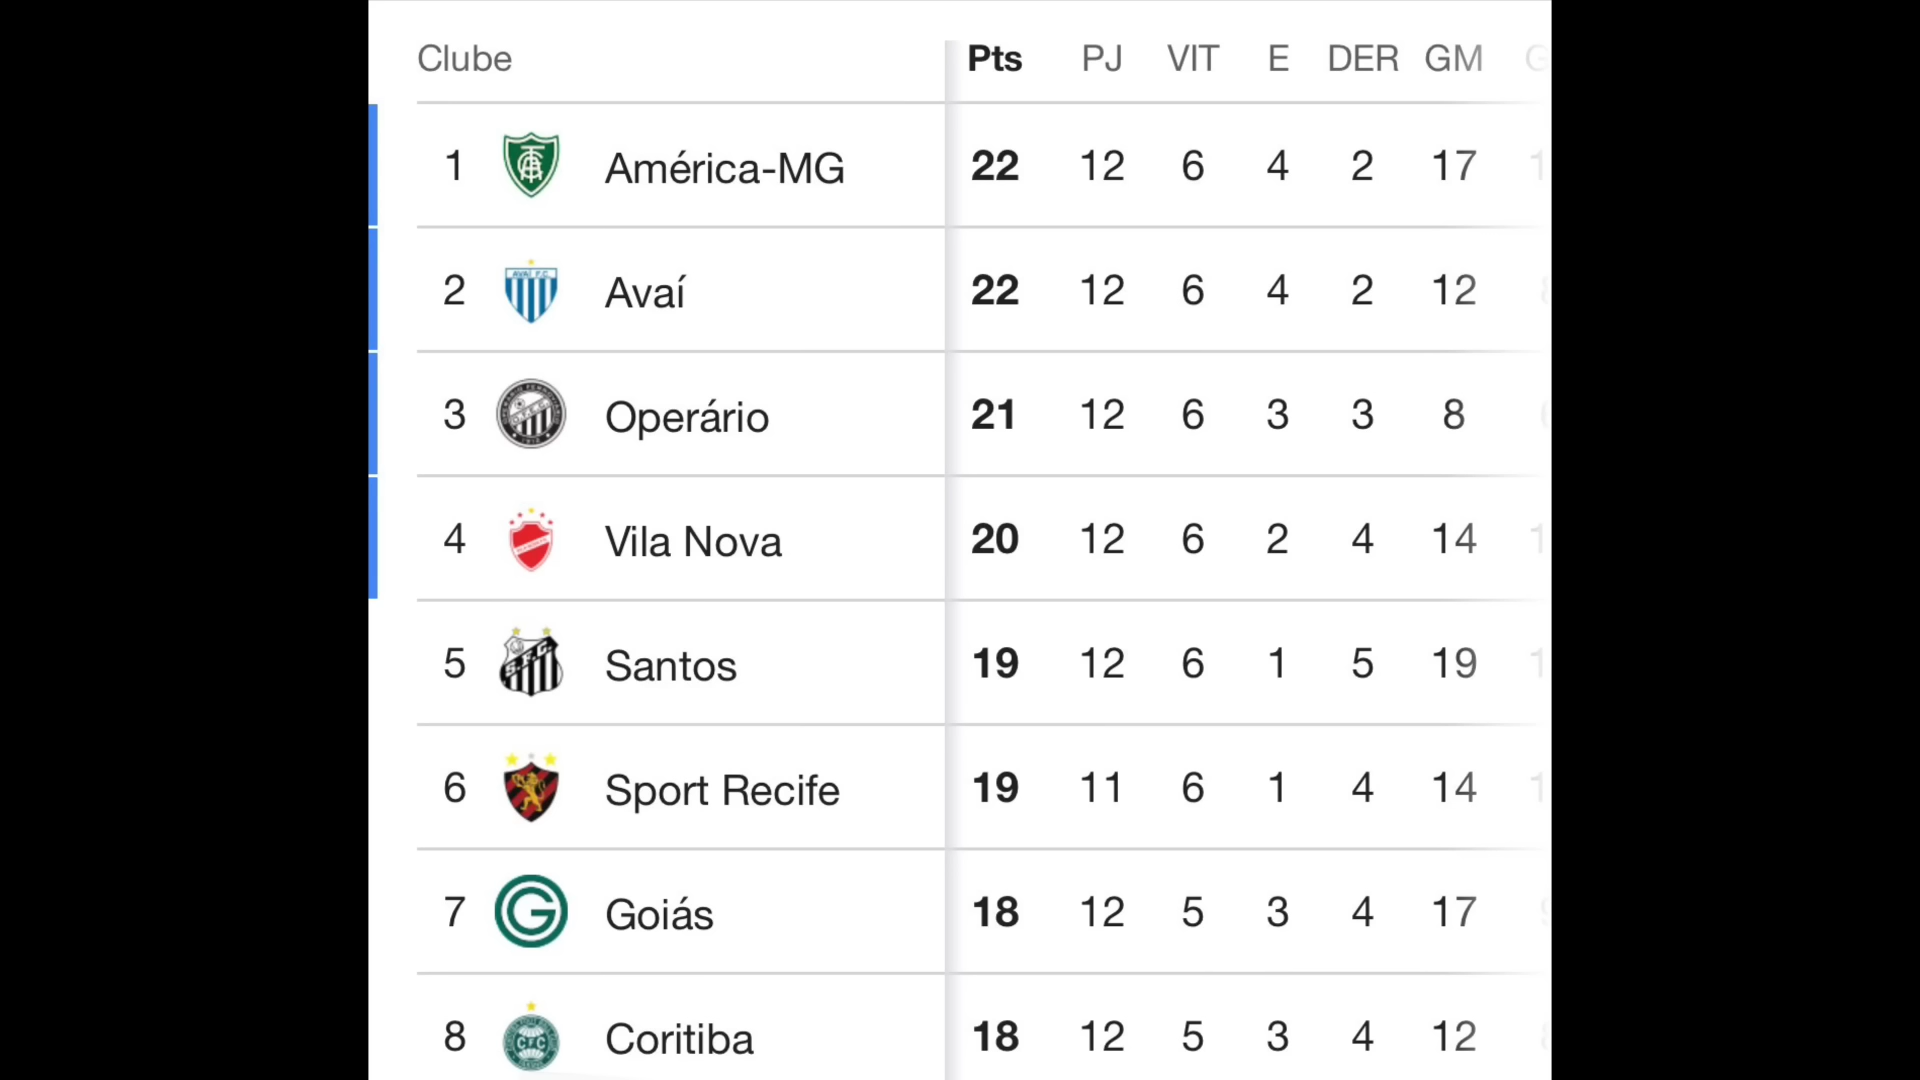 Clube Pts PJ VIT E DER GM
1 América-MG 22 12 6 4 2 17
2 Avaí 22 12 6 4 2 12
3 Operário 21 12 6 3 3 8
4 Vila Nova 20 12 6 2 4 14
5 Santos 19 12 6 1 5 19
6 Sport Recife 19 11 6 1 4 14
7 Goiás 18 12 5 3 4 17
8 Coritiba 18 12 5 3 4 12